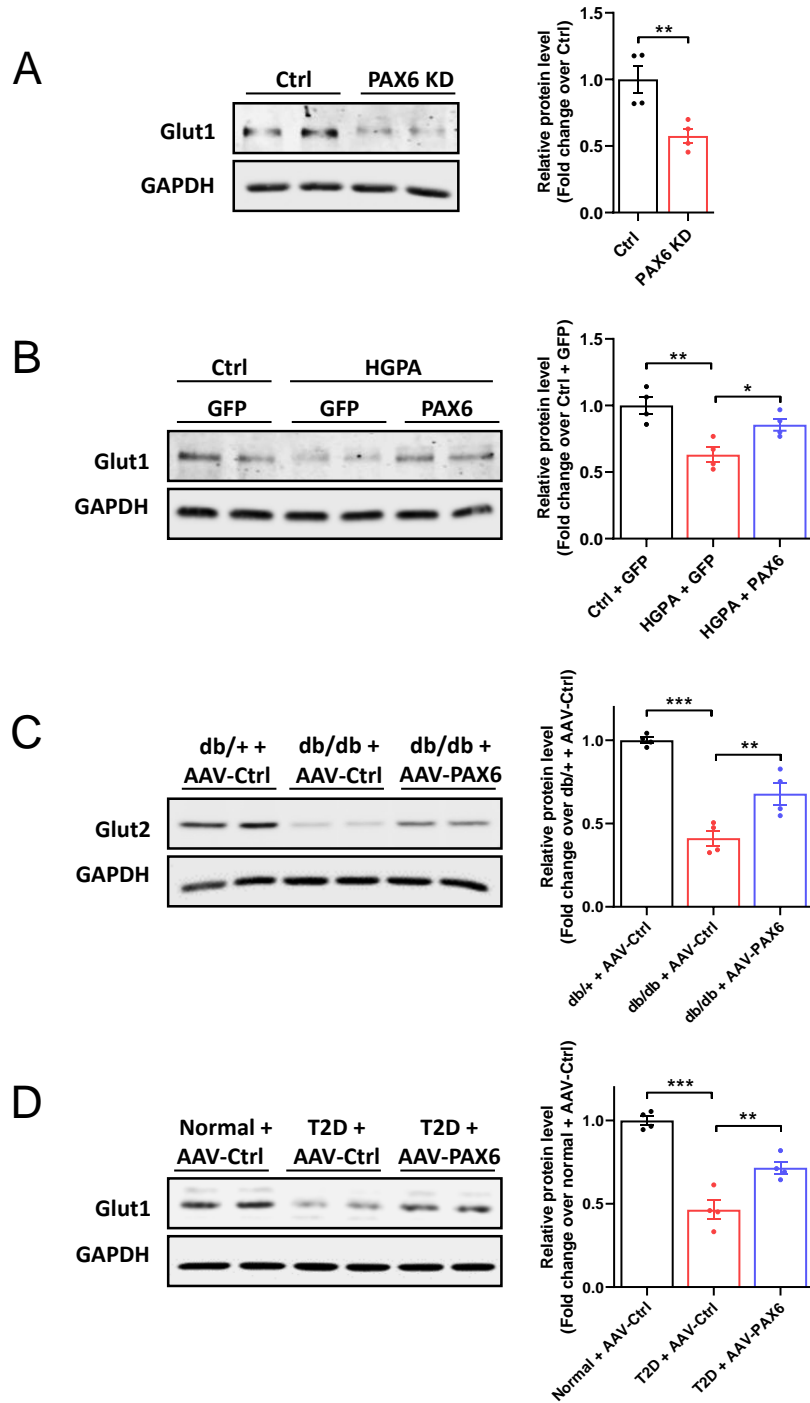 A
Ctrl PAX6 KD
Glut1
GAPDH
Relative protein level
(Fold change over Ctrl)
1.5
1.0
0.5
0.0
**
Ctrl
PAX6 KD
B
Ctrl HGPA
GFP GFP PAX6
Glut1
GAPDH
Relative protein level
(Fold change over Ctrl + GFP)
1.5
1.0
0.5
0.0
**
*
Ctrl + GFP
HGPA + GFP
HGPA + PAX6
C
db/+ + db/db + db/db +
AAV-Ctrl AAV-Ctrl AAV-PAX6
Glut2
GAPDH
Relative protein level
(Fold change over db/+ + AAV-Ctrl)
1.0
0.5
0.0
***
**
db/+ + AAV-Ctrl
db/db + AAV-Ctrl
db/db + AAV-PAX6
D
Normal + T2D + T2D +
AAV-Ctrl AAV-Ctrl AAV-PAX6
Glut1
GAPDH
Relative protein level
(Fold change over normal + AAV-Ctrl)
1.0
0.5
0.0
***
**
Normal + AAV-Ctrl
T2D + AAV-Ctrl
T2D + AAV-PAX6